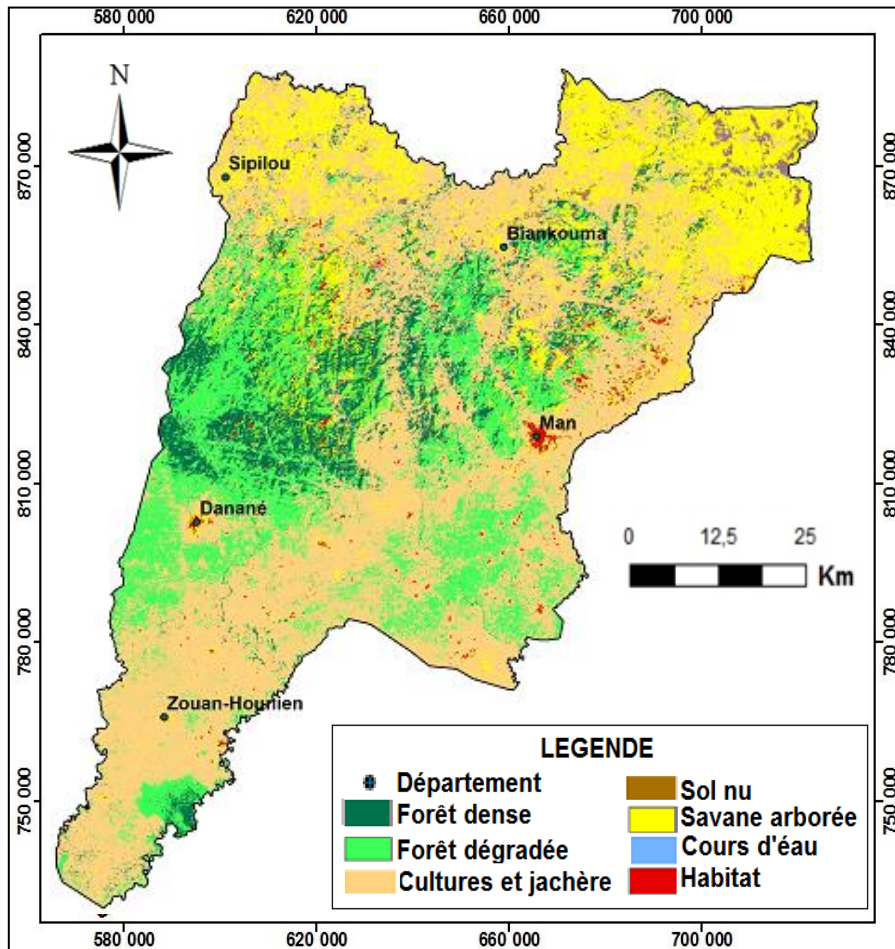 580 000 620 000 660 000 700 000
N
870 000 870 000
Sipilou
Biankouma
840 000 840 000
Man
810 000 810 000
Danané
0 12,5 25
Km
780 000 780 000
Zouan-Hounien
LEGENDE
Département
Forêt dense
Forêt dégradée
Cultures et jachère
Sol nu
Savane arborée
Cours d'éau
Habitat
750 000 750 000
580 000 620 000 660 000 700 000